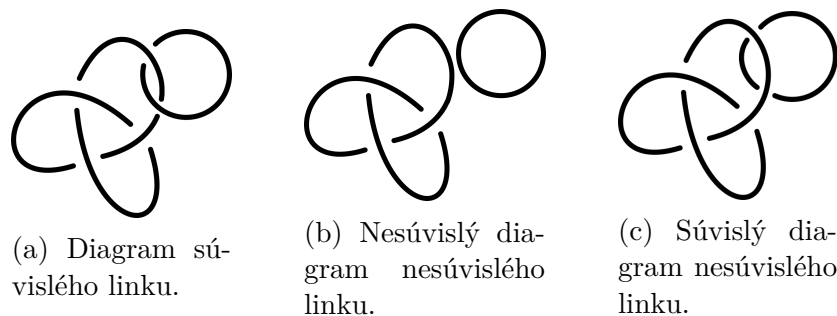 (a) Diagram sú-
vislého linku.
(b) Nesúvislý dia-
gram nesúvislého
linku.
(c) Súvislý dia-
gram nesúvislého
linku.